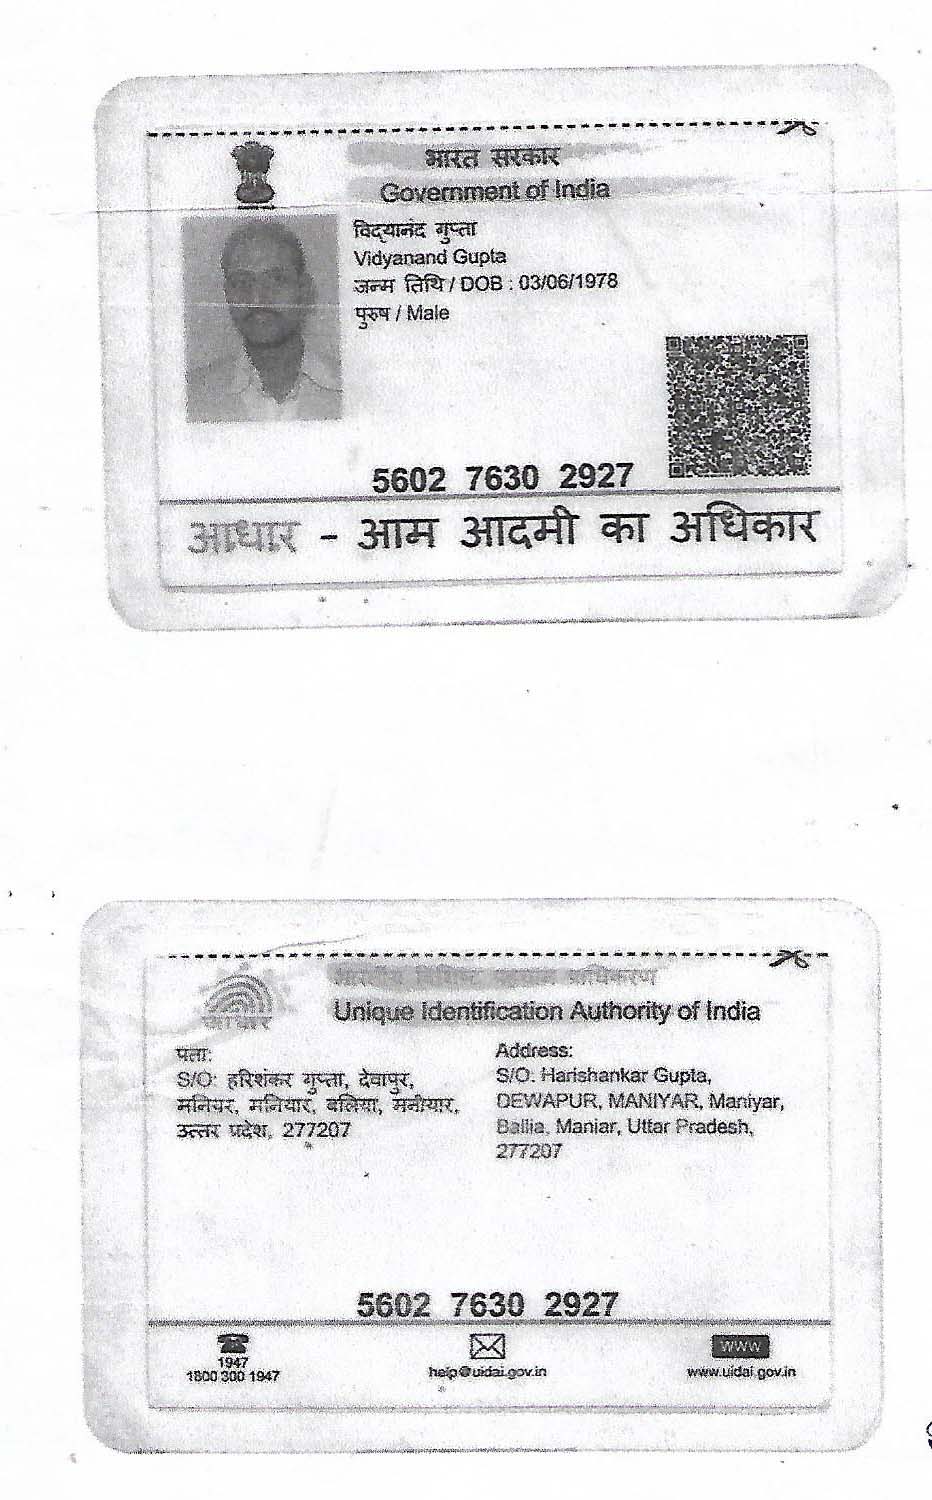 भारत सरकार
Government of India
विद्यानंद गुप्ता
Vidyanand Gupta
जन्म तिथि / DOB : 03/06/1978
पुरुष / Male
5602 7630 2927
आधार - आम आदमी का अधिकार
भारतीय विशिष्ट पहचान प्राधिकरण
Unique Identification Authority of India
आधार
पता:
S/O: हरिशंकर गुप्ता, देवापुर,
मनियर, मनियार, बलिया, मनीयार,
उत्तर प्रदेश, 277207
Address:
S/O: Harishankar Gupta,
DEWAPUR, MANIYAR, Maniyar,
Ballia, Maniar, Uttar Pradesh,
277207
5602 7630 2927
1947
1800 300 1947
help@uidai.gov.in
www
www.uidai.gov.in